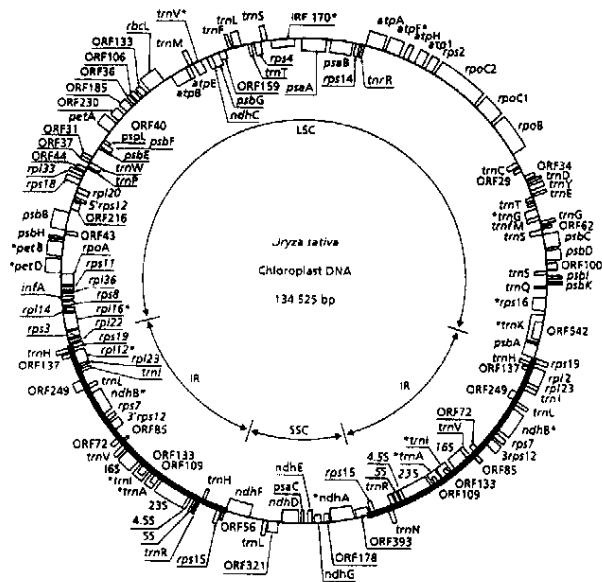 trnV*
trnL
trnF
trnS
IRF 170*
atpA
atpF*
atpH
atp1
rps2
rpoC2
rpoC1
rpoB
rbcL
ORF133
ORF106
ORF36
ORF185
ORF230
petA
trnM
atpB
atpE
ndhC
psbG
ORF159
trnT
rps4
psaA
psaB
rps14
LSC
ORF31
ORF37
ORF44
rpl33
rps18
ORF40
psbF
psbE
trnW
trnP
rpl20
5'rps12
ORF216
psbB
psbH
*petB
*petD
ORF43
rpoA
rps11
rpl36
infA
rps8
rpl14
rpl16*
rps3
rpl22
rps19
trnH
ORF137
rpl23
trnI
trnC
ORF29
ORF34
trnD
trnY
trnE
trnT
*trnG
trnfM
trnS
trnG
ORF62
psbC
psbD
ORF100
psbI
psbK
trnS
trnQ
*rps16
*trnK
ORF542
psbA
trnH
ORF137
rps19
rpl2
rpl23
trnI
trnL
ndhB*
rps7
3'rps12
ORF85
ORF249
Oryza sativa
Chloroplast DNA
134 525 bp
IR
IR
SSC
ORF249
trnL
ndhB*
rps7
3'rps12
ORF85
ORF72
trnV
16S
*trnI
*trnA
23S
4.5S
5S
trnR
rps15
ORF133
ORF109
trnH
ndhF
ORF56
trnL
ORF321
psaC
ndhD
ndhE
*ndhA
ndhG
ORF178
ORF393
rps15
trnN
trnR
5S
4.5S
23S
*trnA
*trnI
16S
trnV
ORF72
ORF133
ORF109